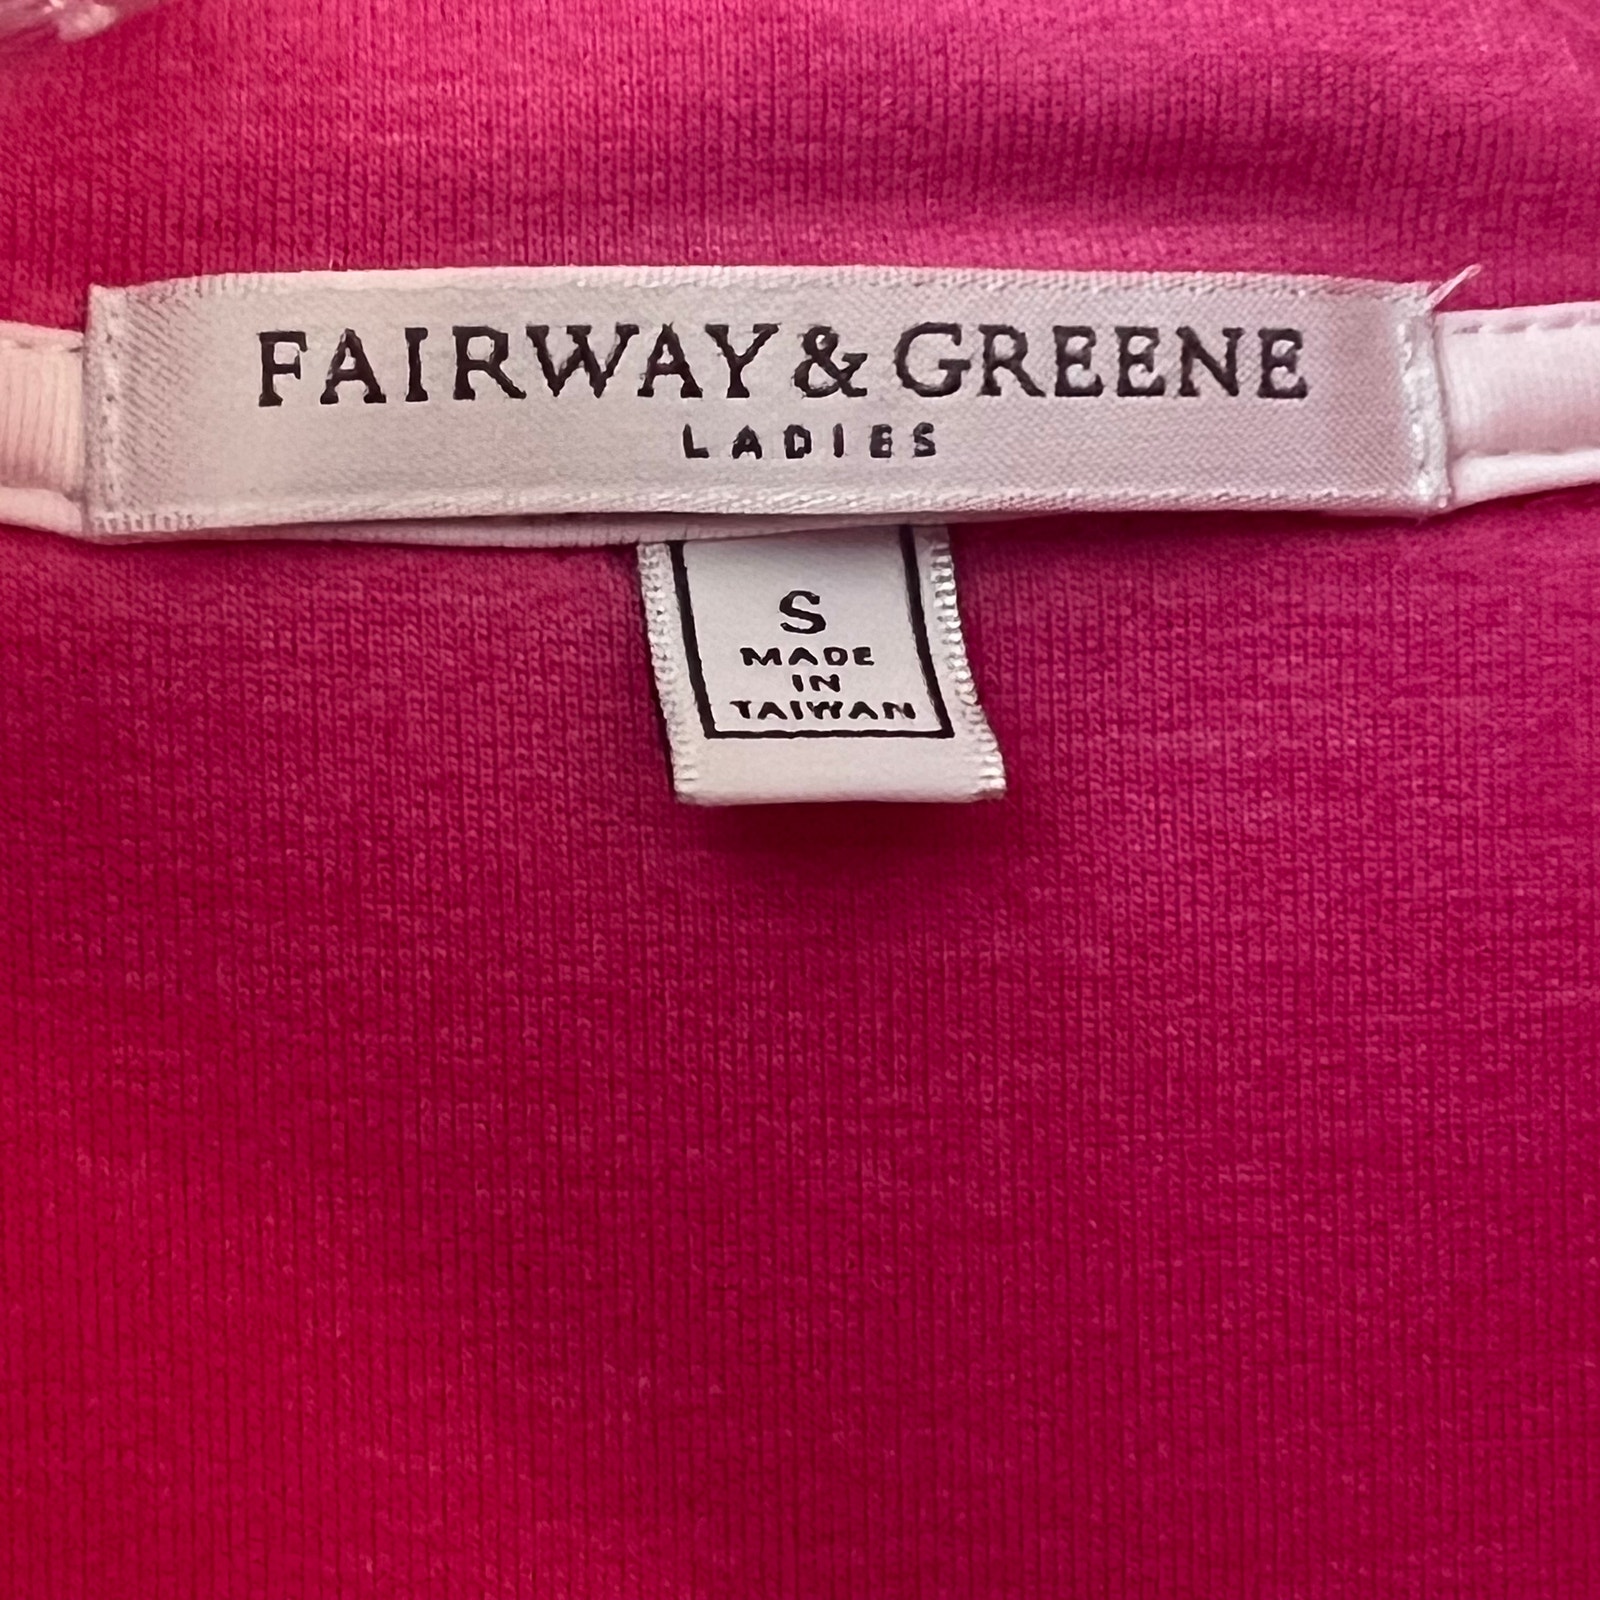 FAIRWAY & GREENE
LADIES
S
MADE
IN
TAIWAN